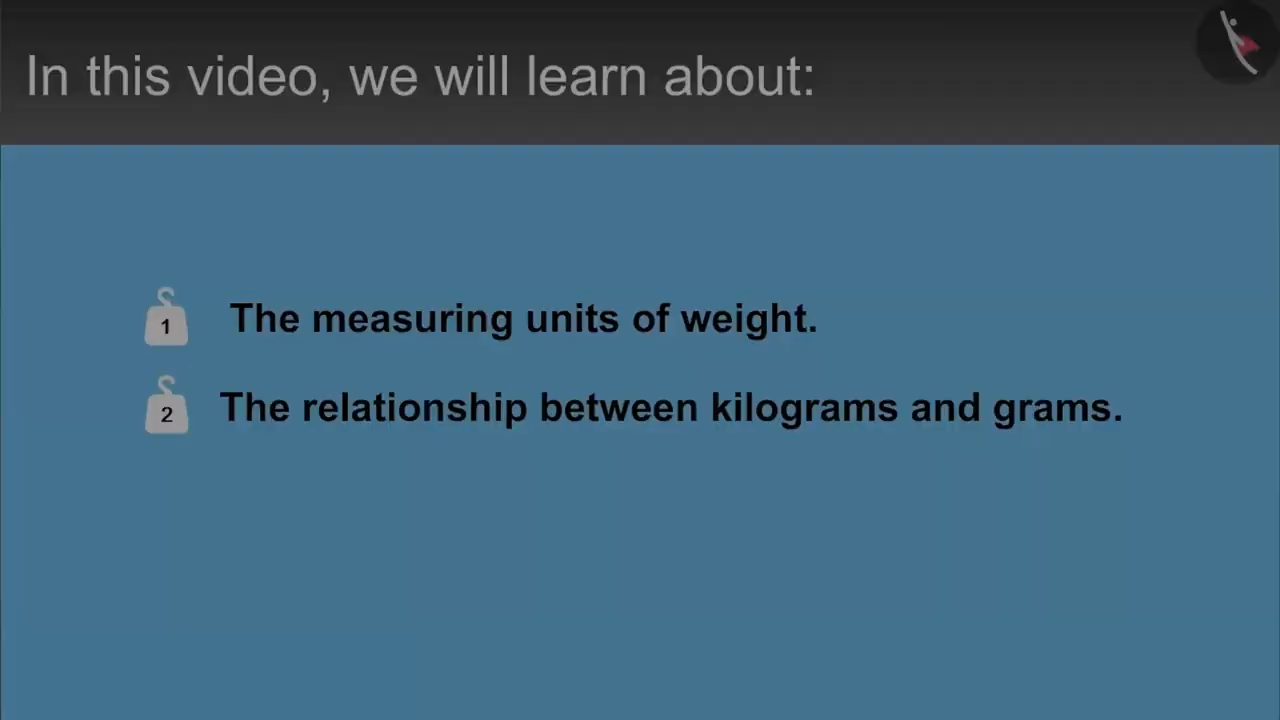 In this video, we will learn about:
1 The measuring units of weight.
2 The relationship between kilograms and grams.